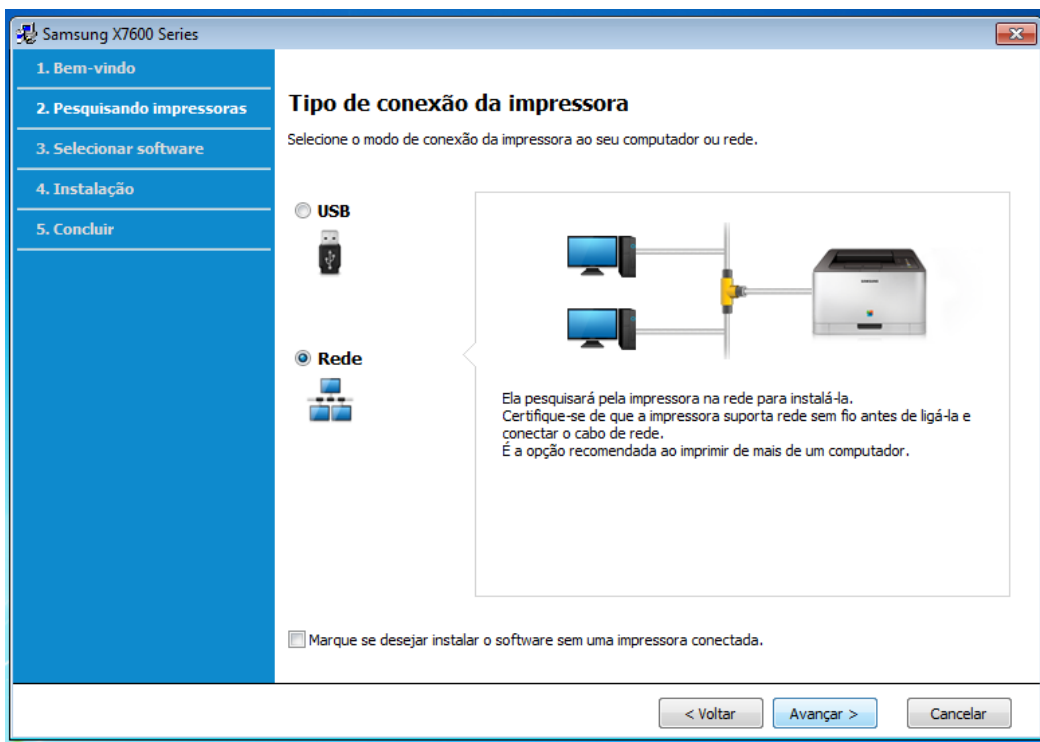 Samsung X7600 Series
1. Bem-vindo
2. Pesquisando impressoras
3. Selecionar software
4. Instalação
5. Concluir
Tipo de conexão da impressora
Selecione o modo de conexão da impressora ao seu computador ou rede.
USB
Rede
Ela pesquisará pela impressora na rede para instalá-la.
Certifique-se de que a impressora suporta rede sem fio antes de ligá-la e
conectar o cabo de rede.
É a opção recomendada ao imprimir de mais de um computador.
Marque se desejar instalar o software sem uma impressora conectada.
< Voltar
Avançar >
Cancelar